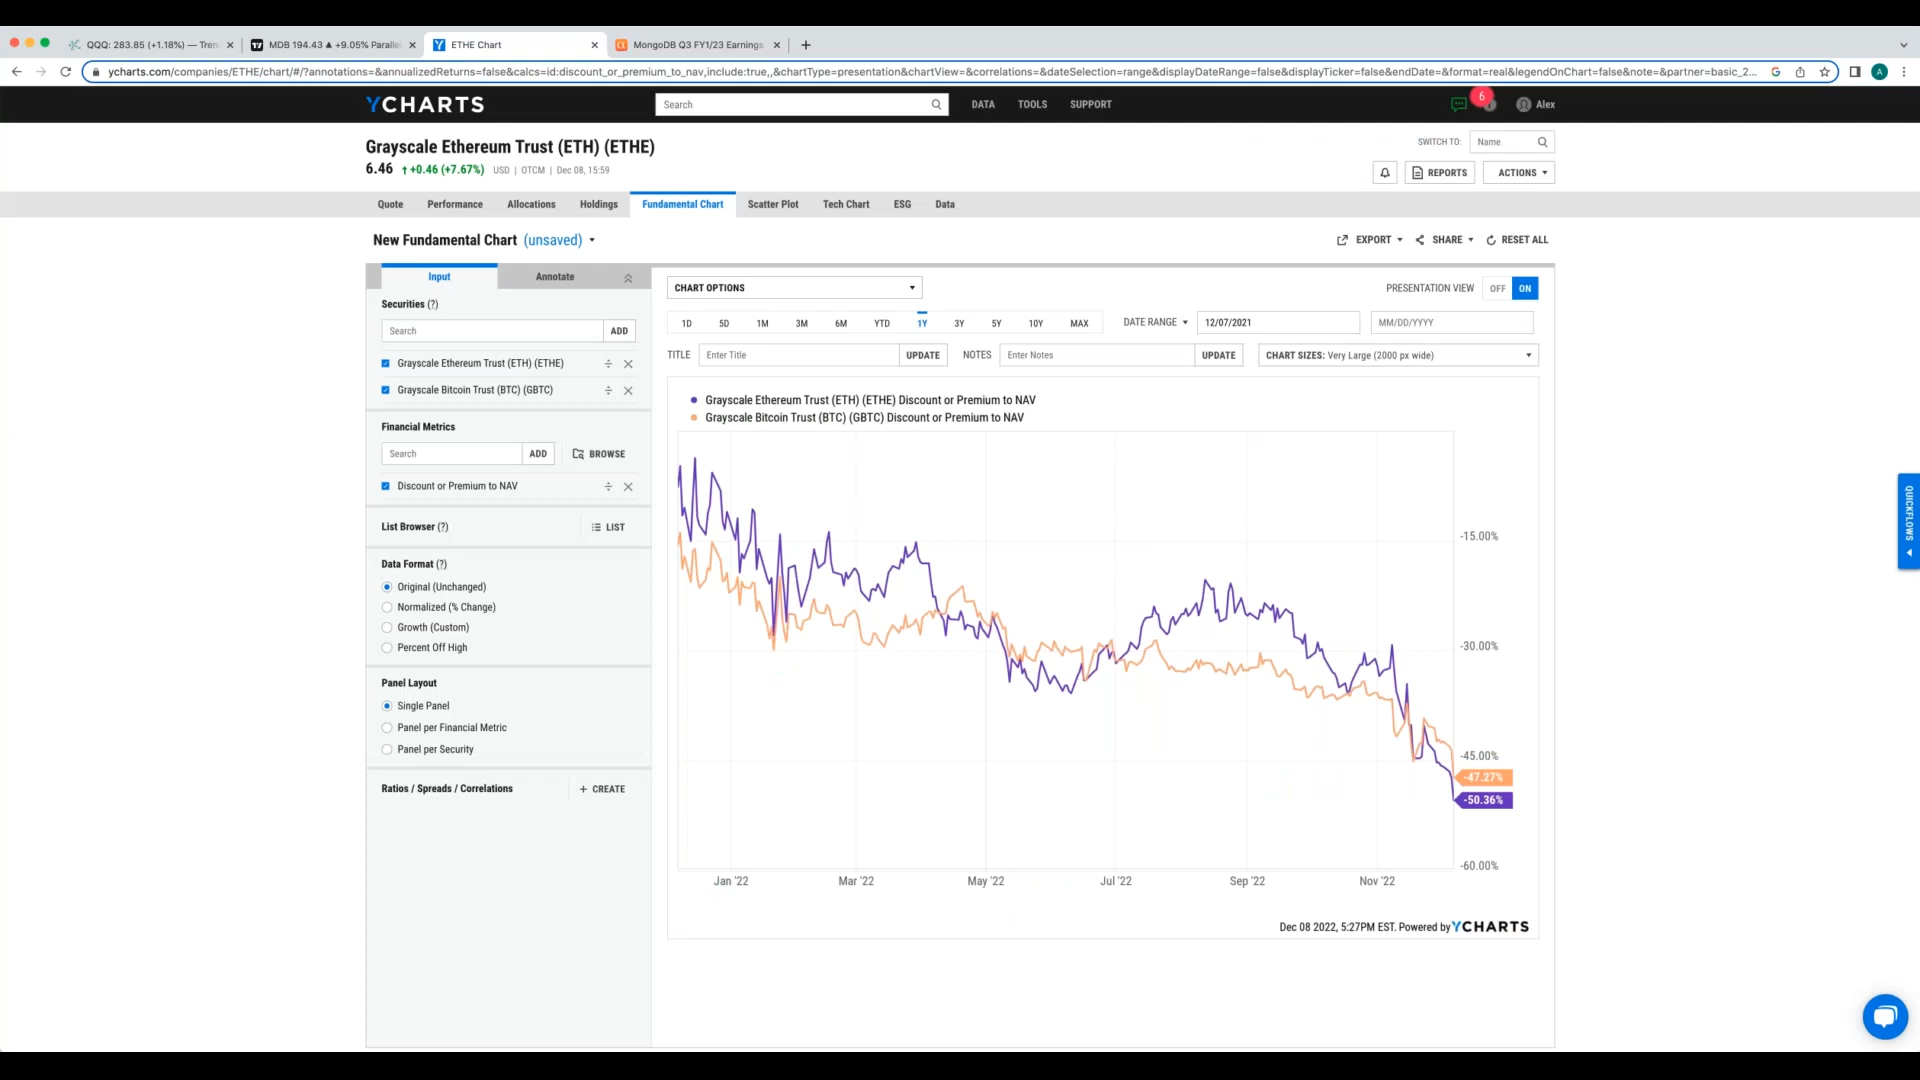 QQQ: 283.85 (+1.18%) — Tren
MDB 194.43 ▲ +9.05% Paralle
ETHE Chart
MongoDB Q3 FY1/23 Earnings
ycharts.com/companies/ETHE/chart/#/?annotations=&annualizedReturns=false&calcs=id:discount_or_premium_to_nav,include:true,,&chartType=presentation&chartView=&correlations=&dateSelection=range&displayDateRange=false&displayTicker=false&endDate=&format=real&legendOnChart=false&note=&partner=basic_2...
A
YCHARTS
Search
DATA
TOOLS
SUPPORT
6
Alex
Grayscale Ethereum Trust (ETH) (ETHE)
6.46 ↑ +0.46 (+7.67%) USD | OTCM | Dec 08, 15:59
SWITCH TO: Name
REPORTS
ACTIONS
Quote
Performance
Allocations
Holdings
Fundamental Chart
Scatter Plot
Tech Chart
ESG
Data
New Fundamental Chart (unsaved)
EXPORT
SHARE
RESET ALL
Input
Annotate
Securities (?)
Search
ADD
Grayscale Ethereum Trust (ETH) (ETHE)
Grayscale Bitcoin Trust (BTC) (GBTC)
Financial Metrics
Search
ADD
BROWSE
Discount or Premium to NAV
List Browser (?)
LIST
Data Format (?)
Original (Unchanged)
Normalized (% Change)
Growth (Custom)
Percent Off High
Panel Layout
Single Panel
Panel per Financial Metric
Panel per Security
Ratios / Spreads / Correlations
+ CREATE
CHART OPTIONS
PRESENTATION VIEW
OFF
ON
1D
5D
1M
3M
6M
YTD
1Y
3Y
5Y
10Y
MAX
DATE RANGE
12/07/2021
MM/DD/YYYY
TITLE
Enter Title
UPDATE
NOTES
Enter Notes
UPDATE
CHART SIZES: Very Large (2000 px wide)
Grayscale Ethereum Trust (ETH) (ETHE) Discount or Premium to NAV
Grayscale Bitcoin Trust (BTC) (GBTC) Discount or Premium to NAV
-15.00%
-30.00%
-45.00%
-47.27%
-50.36%
-60.00%
Jan '22
Mar '22
May '22
Jul '22
Sep '22
Nov '22
Dec 08 2022, 5:27PM EST. Powered by YCHARTS
QUICKFLOWS